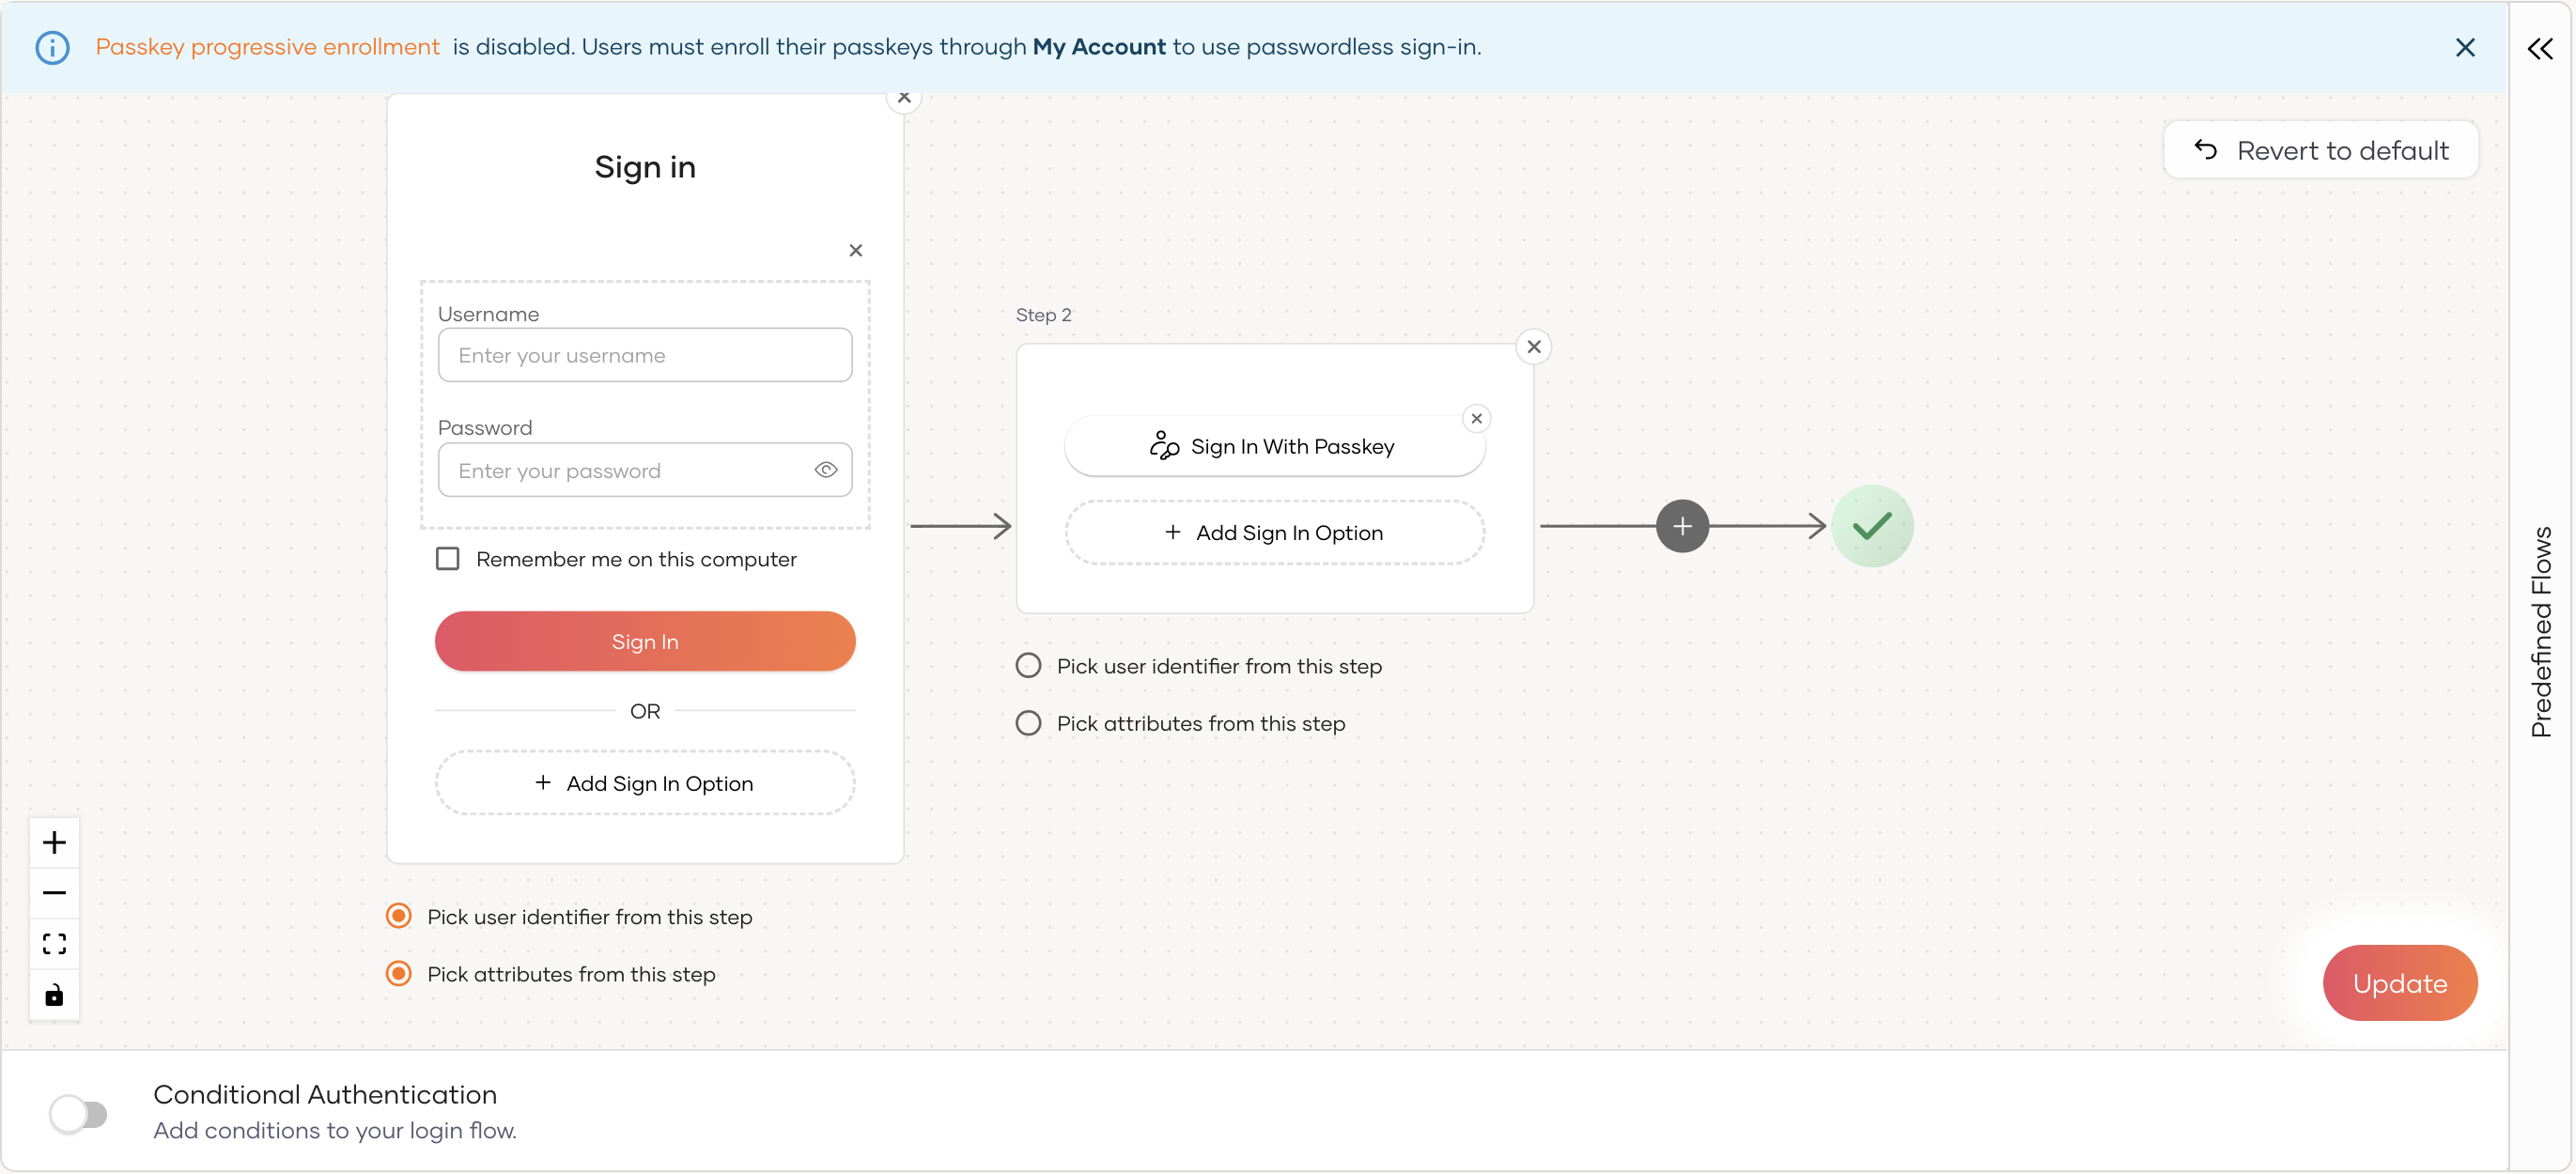 Passkey progressive enrollment is disabled. Users must enroll their passkeys through My Account to use passwordless sign-in.
Revert to default
Sign in
Username
Enter your username
Password
Enter your password
Remember me on this computer
Sign In
OR
+ Add Sign In Option
Pick user identifier from this step
Pick attributes from this step
Step 2
Sign In With Passkey
+ Add Sign In Option
Pick user identifier from this step
Pick attributes from this step
Predefined Flows
Update
Conditional Authentication
Add conditions to your login flow.